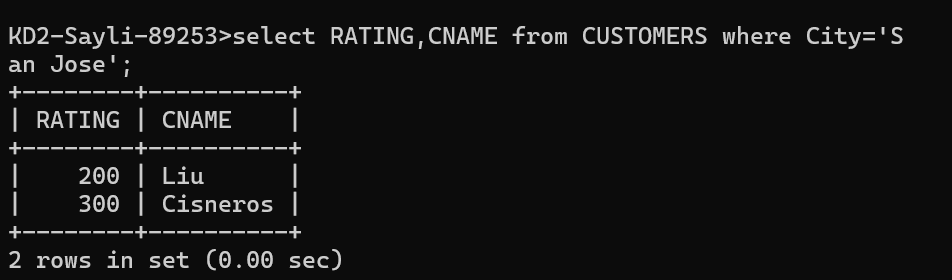 KD2-Sayli-89253>select RATING,CNAME from CUSTOMERS where City='S
an Jose';
+--------+----------+
| RATING | CNAME    |
+--------+----------+
|    200 | Liu      |
|    300 | Cisneros |
+--------+----------+
2 rows in set (0.00 sec)